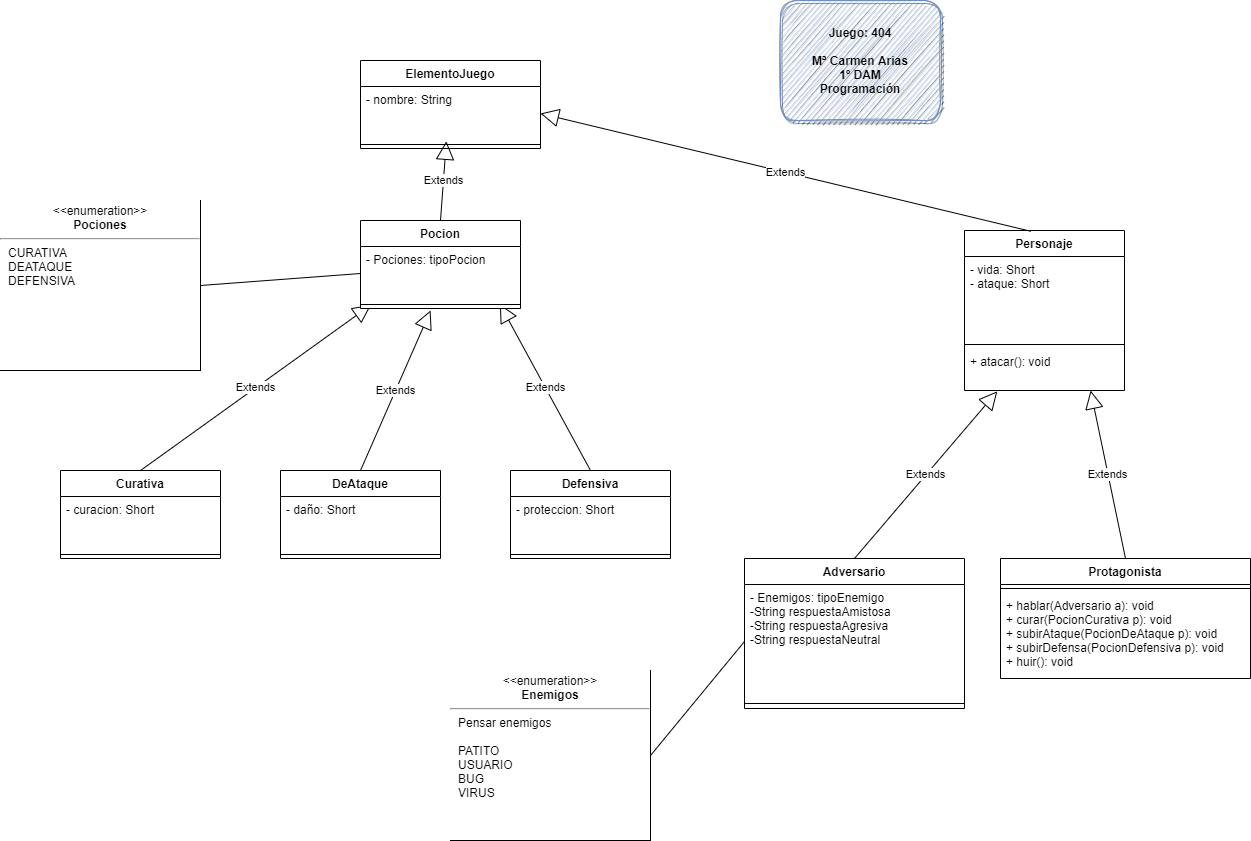 Juego: 404
Mª Carmen Arias
1º DAM
Programación
ElementoJuego
- nombre: String
Extends
Extends
<<enumeration>>
Pociones
CURATIVA
DEATAQUE
DEFENSIVA
Pocion
- Pociones: tipoPocion
Personaje
- vida: Short
- ataque: Short
+ atacar(): void
Extends
Extends
Extends
Curativa
- curacion: Short
DeAtaque
- daño: Short
Defensiva
- proteccion: Short
Extends
Extends
Adversario
- Enemigos: tipoEnemigo
-String respuestaAmistosa
-String respuestaAgresiva
-String respuestaNeutral
Protagonista
+ hablar(Adversario a): void
+ curar(PocionCurativa p): void
+ subirAtaque(PocionDeAtaque p): void
+ subirDefensa(PocionDefensiva p): void
+ huir(): void
<<enumeration>>
Enemigos
Pensar enemigos
PATITO
USUARIO
BUG
VIRUS